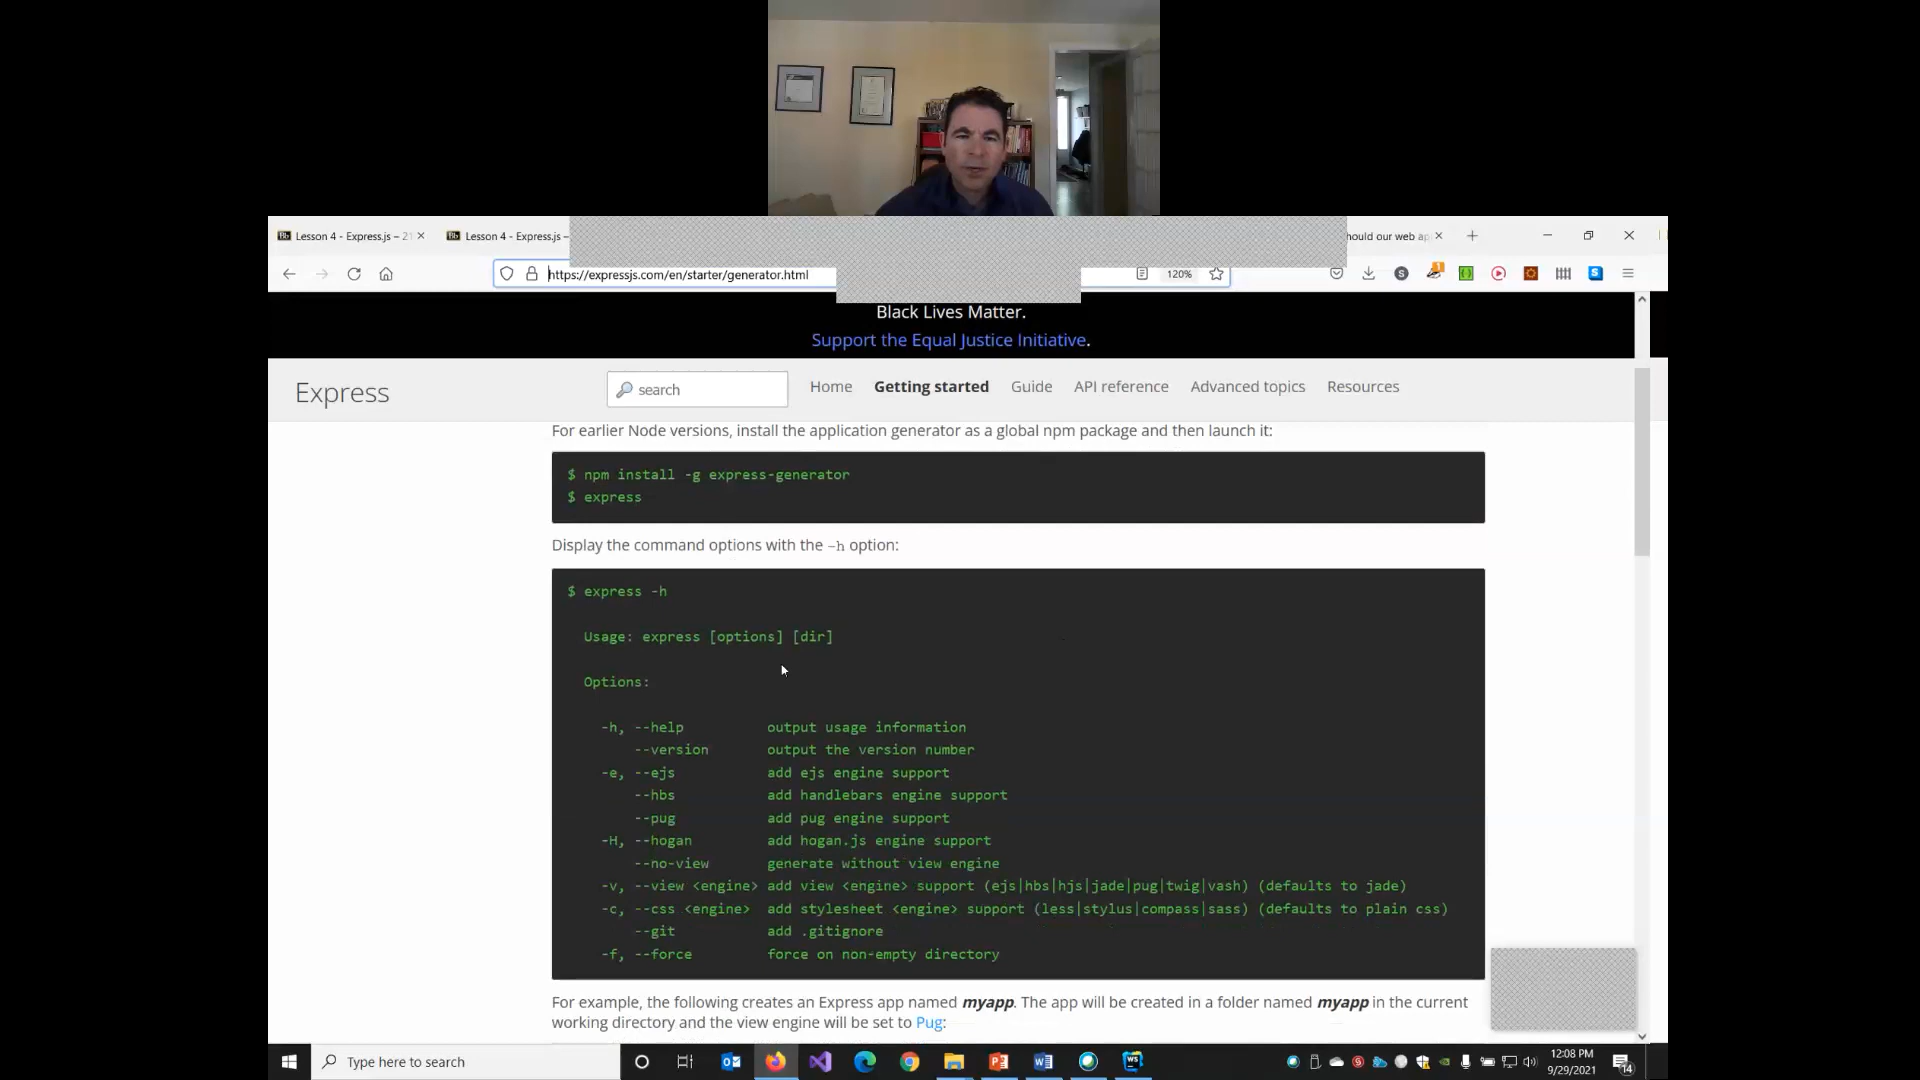 Lesson 4 - Express.js – 21
Lesson 4 - Express.js –
hould our web ap
https://expressjs.com/en/starter/generator.html
120%
Black Lives Matter.
Support the Equal Justice Initiative.
Express
search
Home
Getting started
Guide
API reference
Advanced topics
Resources
For earlier Node versions, install the application generator as a global npm package and then launch it:
$ npm install -g express-generator
$ express
Display the command options with the -h option:
$ express -h
Usage: express [options] [dir]
Options:
-h, --help output usage information
--version output the version number
-e, --ejs add ejs engine support
--hbs add handlebars engine support
--pug add pug engine support
-H, --hogan add hogan.js engine support
--no-view generate without view engine
-v, --view <engine> add view <engine> support (ejs|hbs|hjs|jade|pug|twig|vash) (defaults to jade)
-c, --css <engine> add stylesheet <engine> support (less|stylus|compass|sass) (defaults to plain css)
--git add .gitignore
-f, --force force on non-empty directory
For example, the following creates an Express app named myapp. The app will be created in a folder named myapp in the current
working directory and the view engine will be set to Pug:
Type here to search
12:08 PM
9/29/2021
14